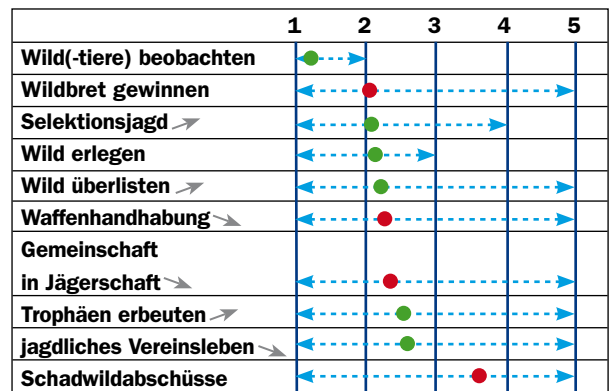 1 2 3 4 5
Wild(-tiere) beobachten
Wildbret gewinnen
Selektionsjagd
Wild erlegen
Wild überlisten
Waffenhandhabung
Gemeinschaft
in Jägerschaft
Trophäen erbeuten
jagdliches Vereinsleben
Schadwildabschüsse